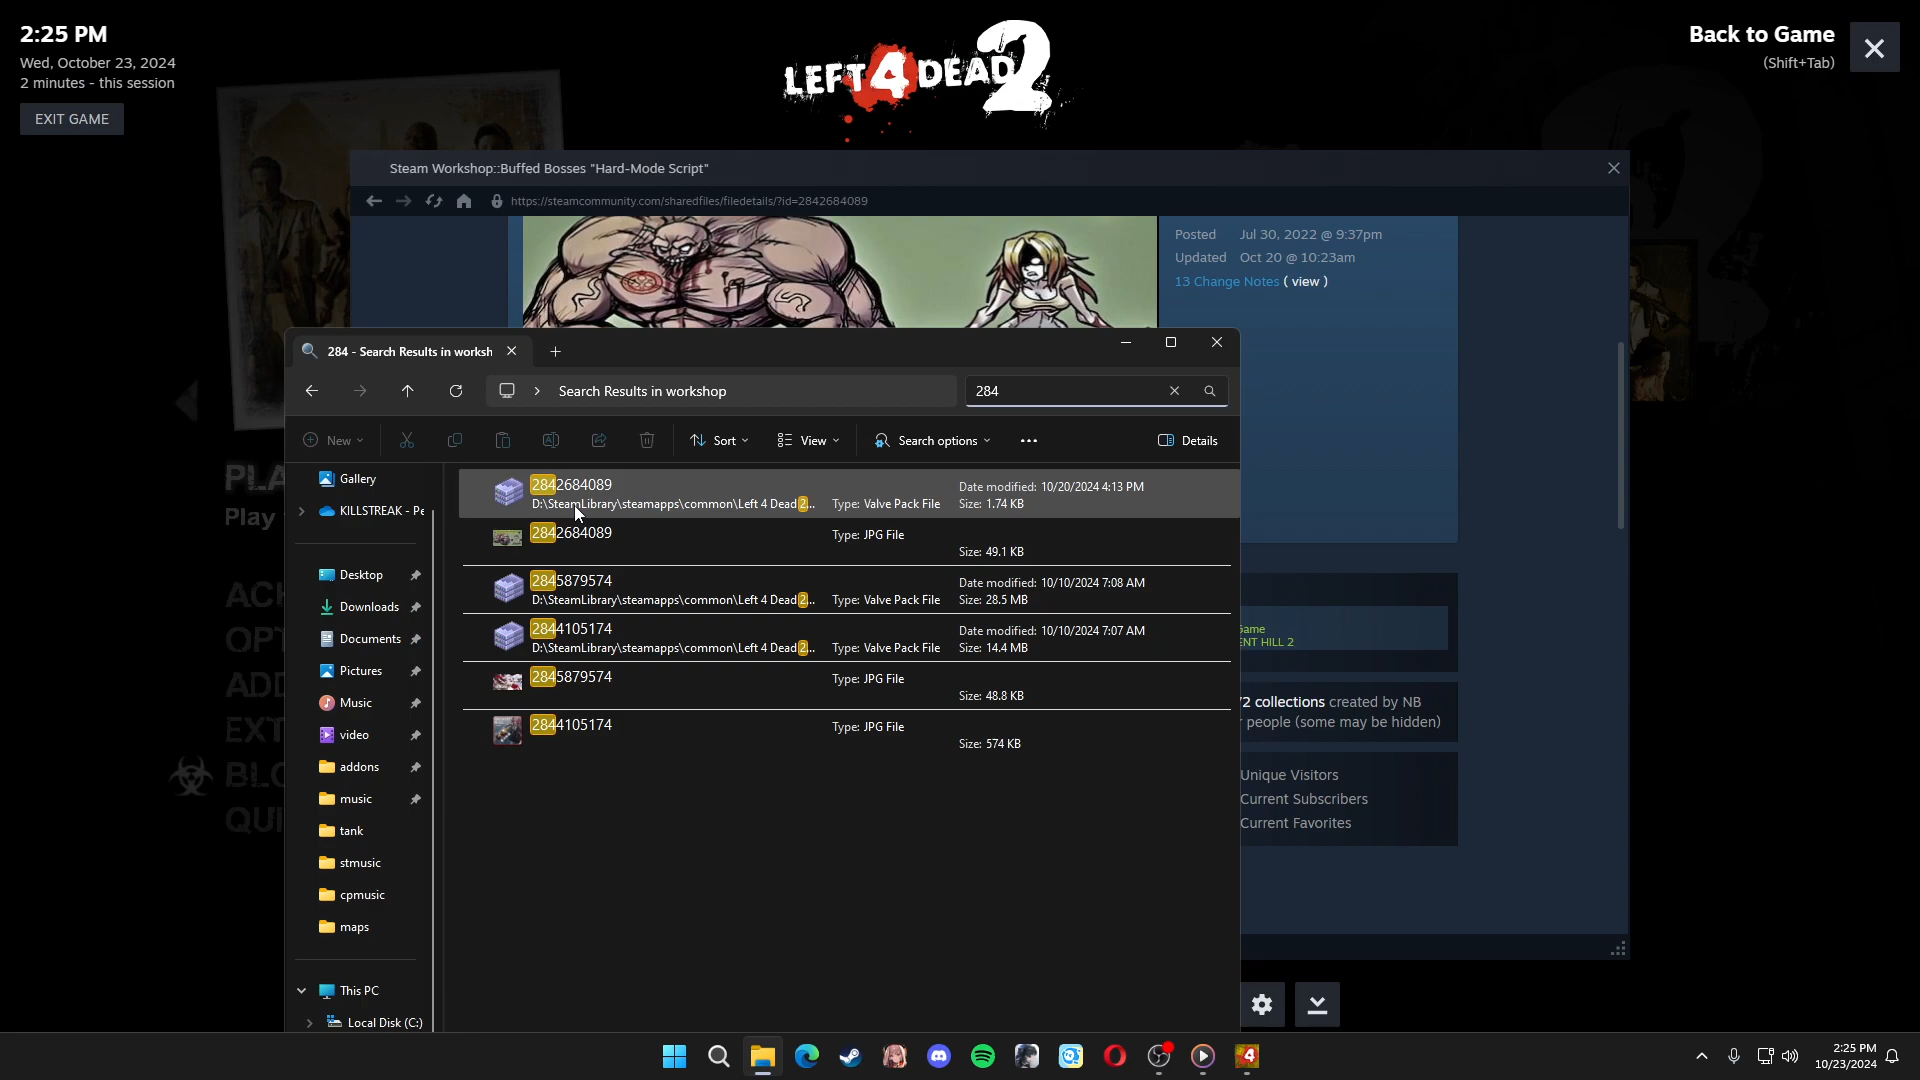 2:25 PM
Wed, October 23, 2024
2 minutes - this session
EXIT GAME
LEFT 4 DEAD 2
Back to Game
(Shift+Tab)
Steam Workshop::Buffed Bosses "Hard-Mode Script"
https://steamcommunity.com/sharedfiles/filedetails/?id=2842684089
Posted Jul 30, 2022 @ 9:37pm
Updated Oct 20 @ 10:23am
13 Change Notes ( view )
284 - Search Results in worksh
Search Results in workshop
284
New
Sort
View
Search options
Details
Gallery
KILLSTREAK - Pe
Desktop
Downloads
Documents
Pictures
Music
video
addons
music
tank
stmusic
cpmusic
maps
This PC
Local Disk (C:)
2842684089
D:\SteamLibrary\steamapps\common\Left 4 Dead 2... Type: Valve Pack File
Date modified: 10/20/2024 4:13 PM
Size: 1.74 KB
2842684089
Type: JPG File
Size: 49.1 KB
2845879574
D:\SteamLibrary\steamapps\common\Left 4 Dead 2... Type: Valve Pack File
Date modified: 10/10/2024 7:08 AM
Size: 28.5 MB
2844105174
D:\SteamLibrary\steamapps\common\Left 4 Dead 2... Type: Valve Pack File
Date modified: 10/10/2024 7:07 AM
Size: 14.4 MB
2845879574
Type: JPG File
Size: 48.8 KB
2844105174
Type: JPG File
Size: 574 KB
ENT HILL 2
2 collections created by NB
people (some may be hidden)
Unique Visitors
Current Subscribers
Current Favorites
PLA
Play
ACH
OPT
ADD
EXT
BLO
QUI
2:25 PM
10/23/2024